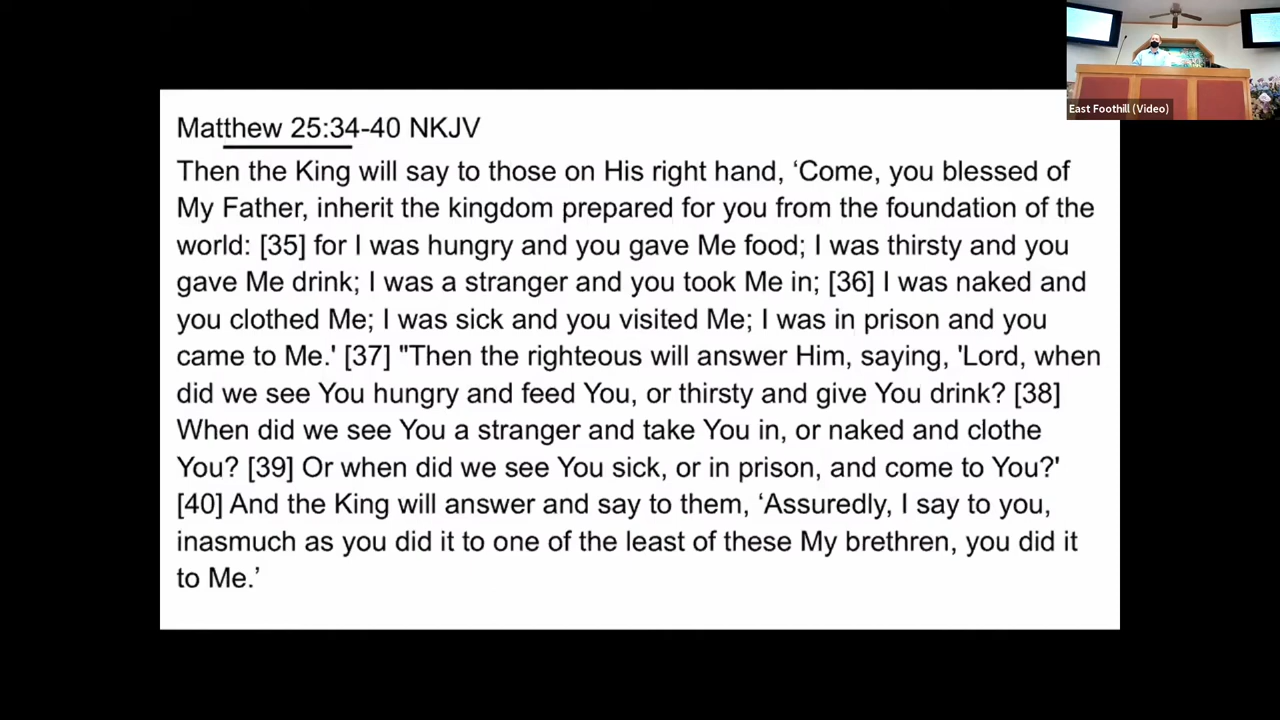 Matthew 25:34-40 NKJV
Then the King will say to those on His right hand, ‘Come, you blessed of
My Father, inherit the kingdom prepared for you from the foundation of the
world: [35] for I was hungry and you gave Me food; I was thirsty and you
gave Me drink; I was a stranger and you took Me in; [36] I was naked and
you clothed Me; I was sick and you visited Me; I was in prison and you
came to Me.' [37] "Then the righteous will answer Him, saying, 'Lord, when
did we see You hungry and feed You, or thirsty and give You drink? [38]
When did we see You a stranger and take You in, or naked and clothe
You? [39] Or when did we see You sick, or in prison, and come to You?'
[40] And the King will answer and say to them, ‘Assuredly, I say to you,
inasmuch as you did it to one of the least of these My brethren, you did it
to Me.’
East Foothill (Video)